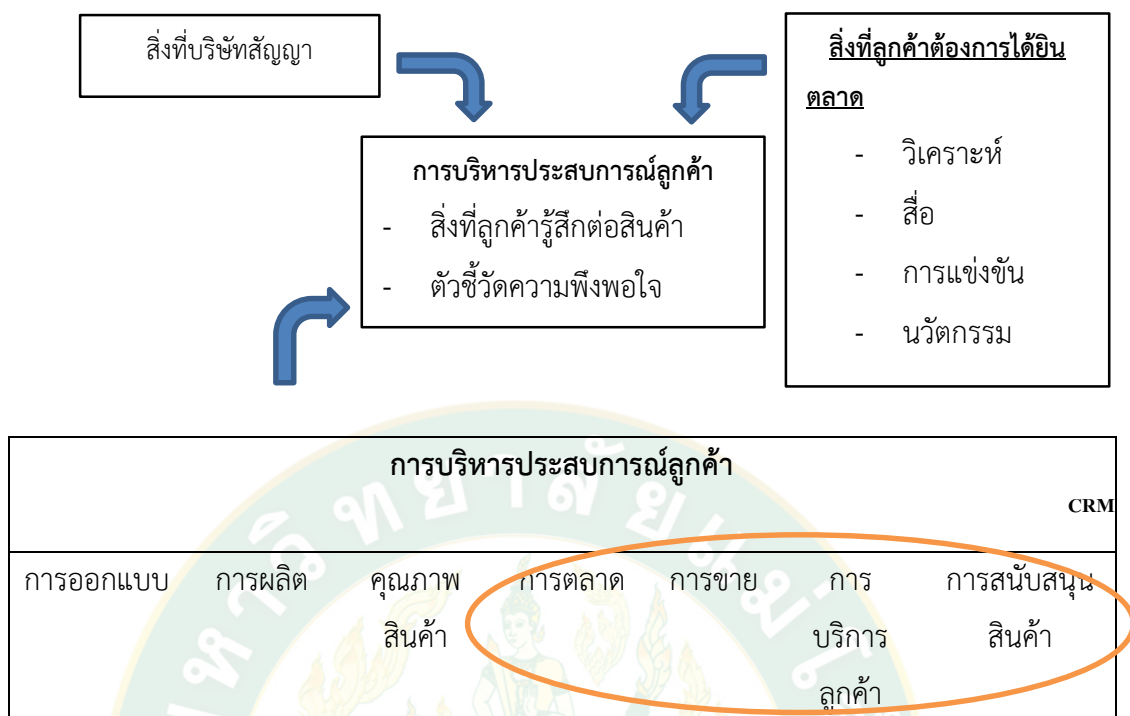 สิ่งที่บริษัทสัญญา
สิ่งที่ลูกค้าต้องการได้ยิน
ตลาด
- วิเคราะห์
- สื่อ
- การแข่งขัน
- นวัตกรรม
การบริหารประสบการณ์ลูกค้า
- สิ่งที่ลูกค้ารู้สึกต่อสินค้า
- ตัวชี้วัดความพึงพอใจ
การบริหารประสบการณ์ลูกค้า
CRM
การออกแบบ
การผลิต
คุณภาพ
สินค้า
การตลาด
การขาย
การ
บริการ
ลูกค้า
การสนับสนุน
สินค้า